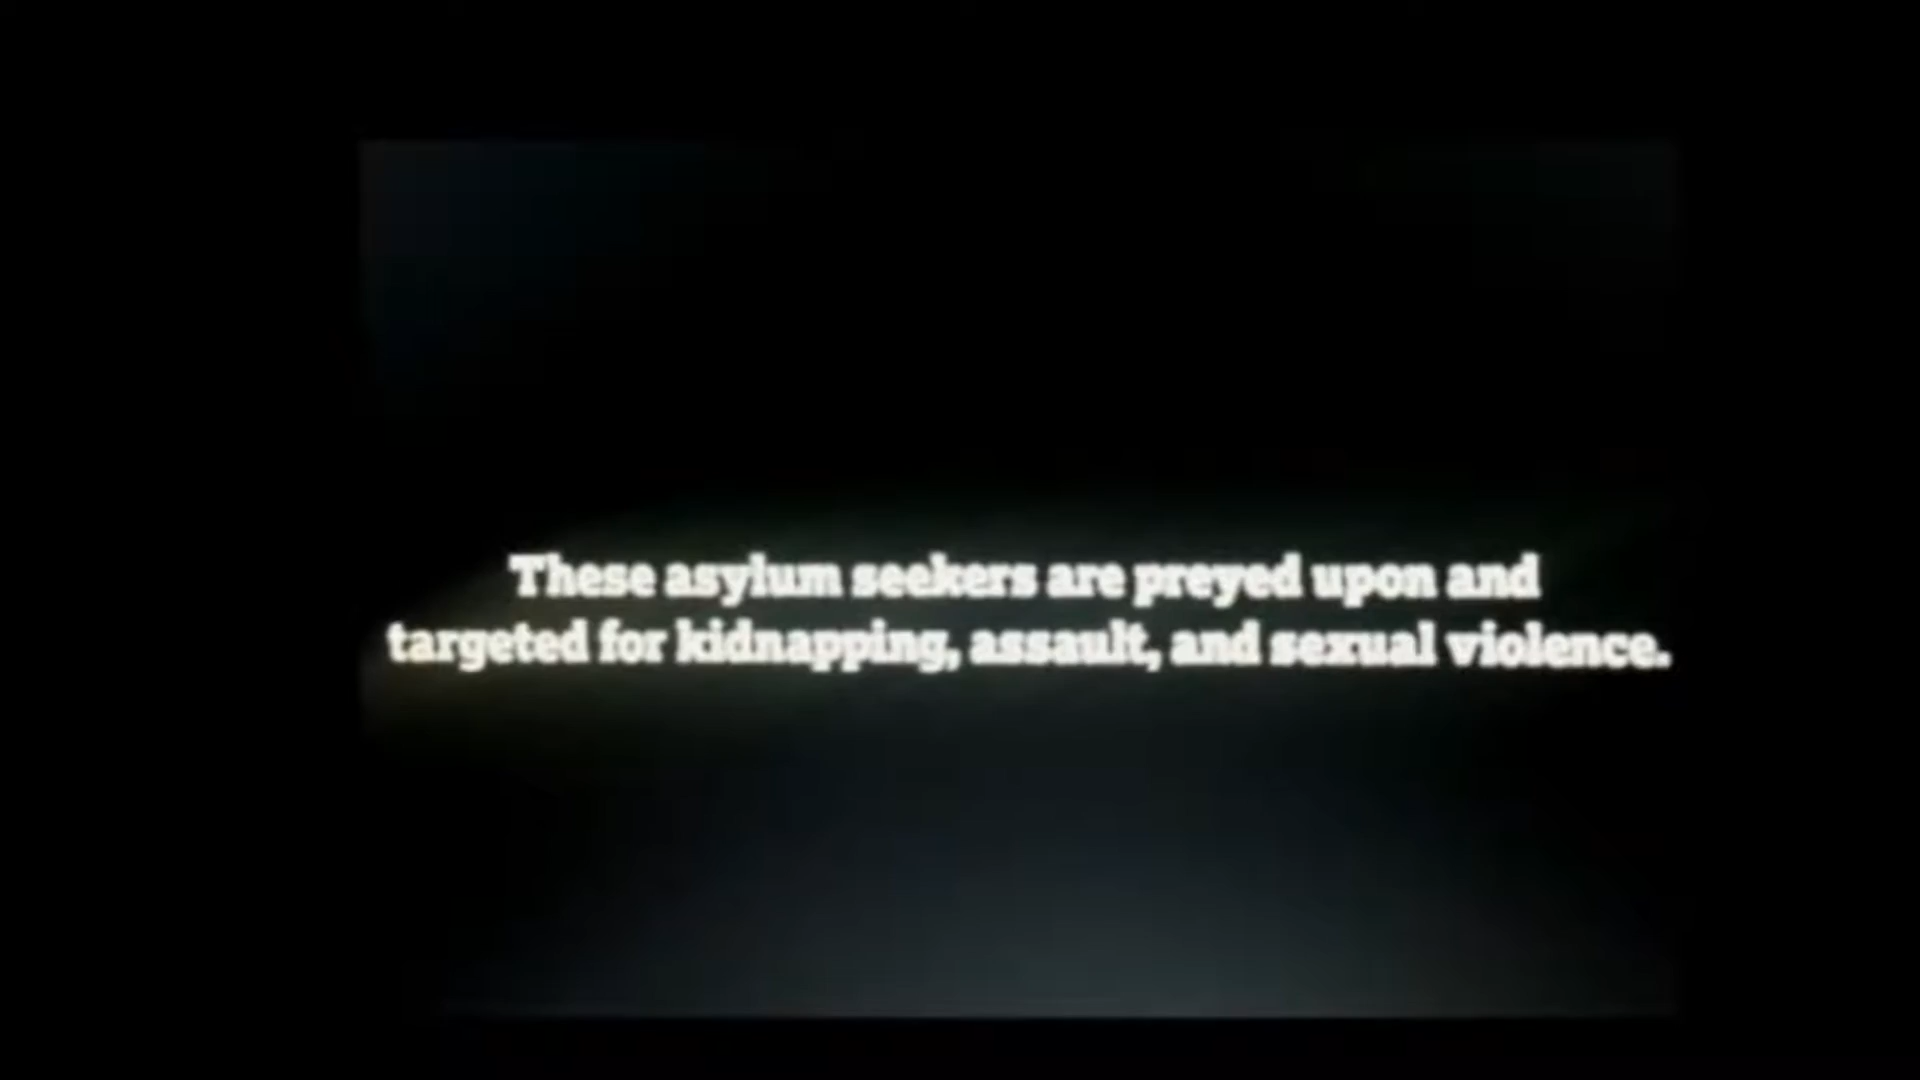 These asylum seekers are preyed upon and
targeted for kidnapping, assault, and sexual violence.